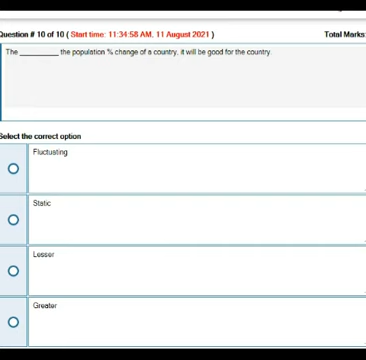 Question # 10 of 10 ( Start time: 11:34:58 AM, 11 August 2021 ) Total Marks:
The __________ the population % change of a country, it will be good for the country.
Select the correct option
Fluctuating
Static
Lesser
Greater